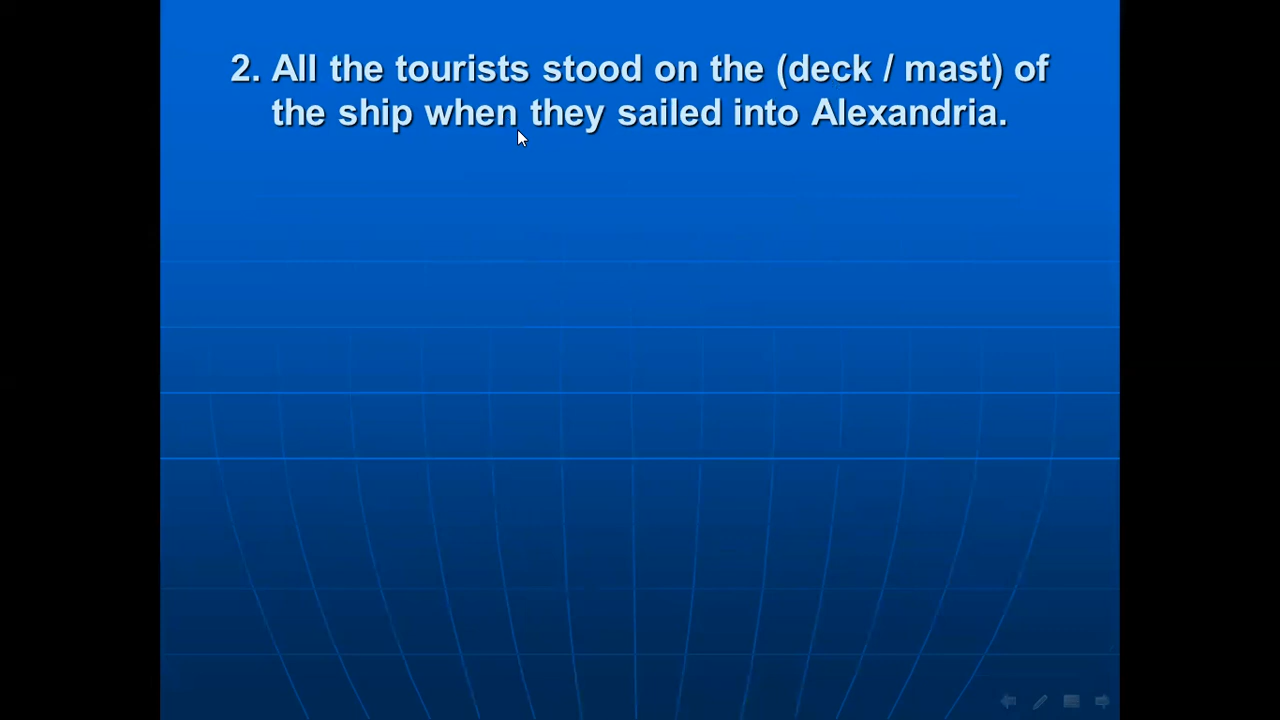 2. All the tourists stood on the (deck / mast) of
the ship when they sailed into Alexandria.